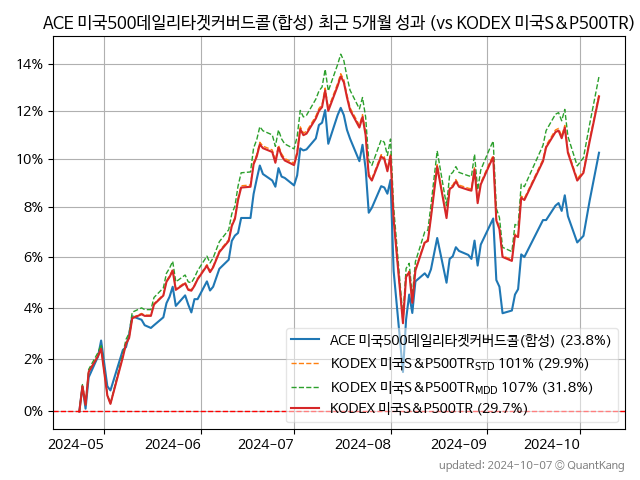 ACE 미국500데일리타겟커버드콜(합성) 최근 5개월 성과 (vs KODEX 미국S&P500TR)
14%
12%
10%
8%
6%
4%
2%
0%
ACE 미국500데일리타겟커버드콜(합성) (23.8%)
KODEX 미국S&P500TR_STD 101% (29.9%)
KODEX 미국S&P500TR_MDD 107% (31.8%)
KODEX 미국S&P500TR (29.7%)
2024-05 2024-06 2024-07 2024-08 2024-09 2024-10
updated: 2024-10-07 © QuantKang